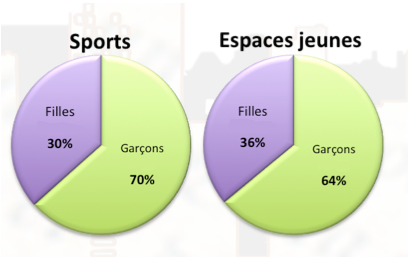 Sports
Filles
30%
Garçons
70%
Espaces jeunes
Filles
36%
Garçons
64%